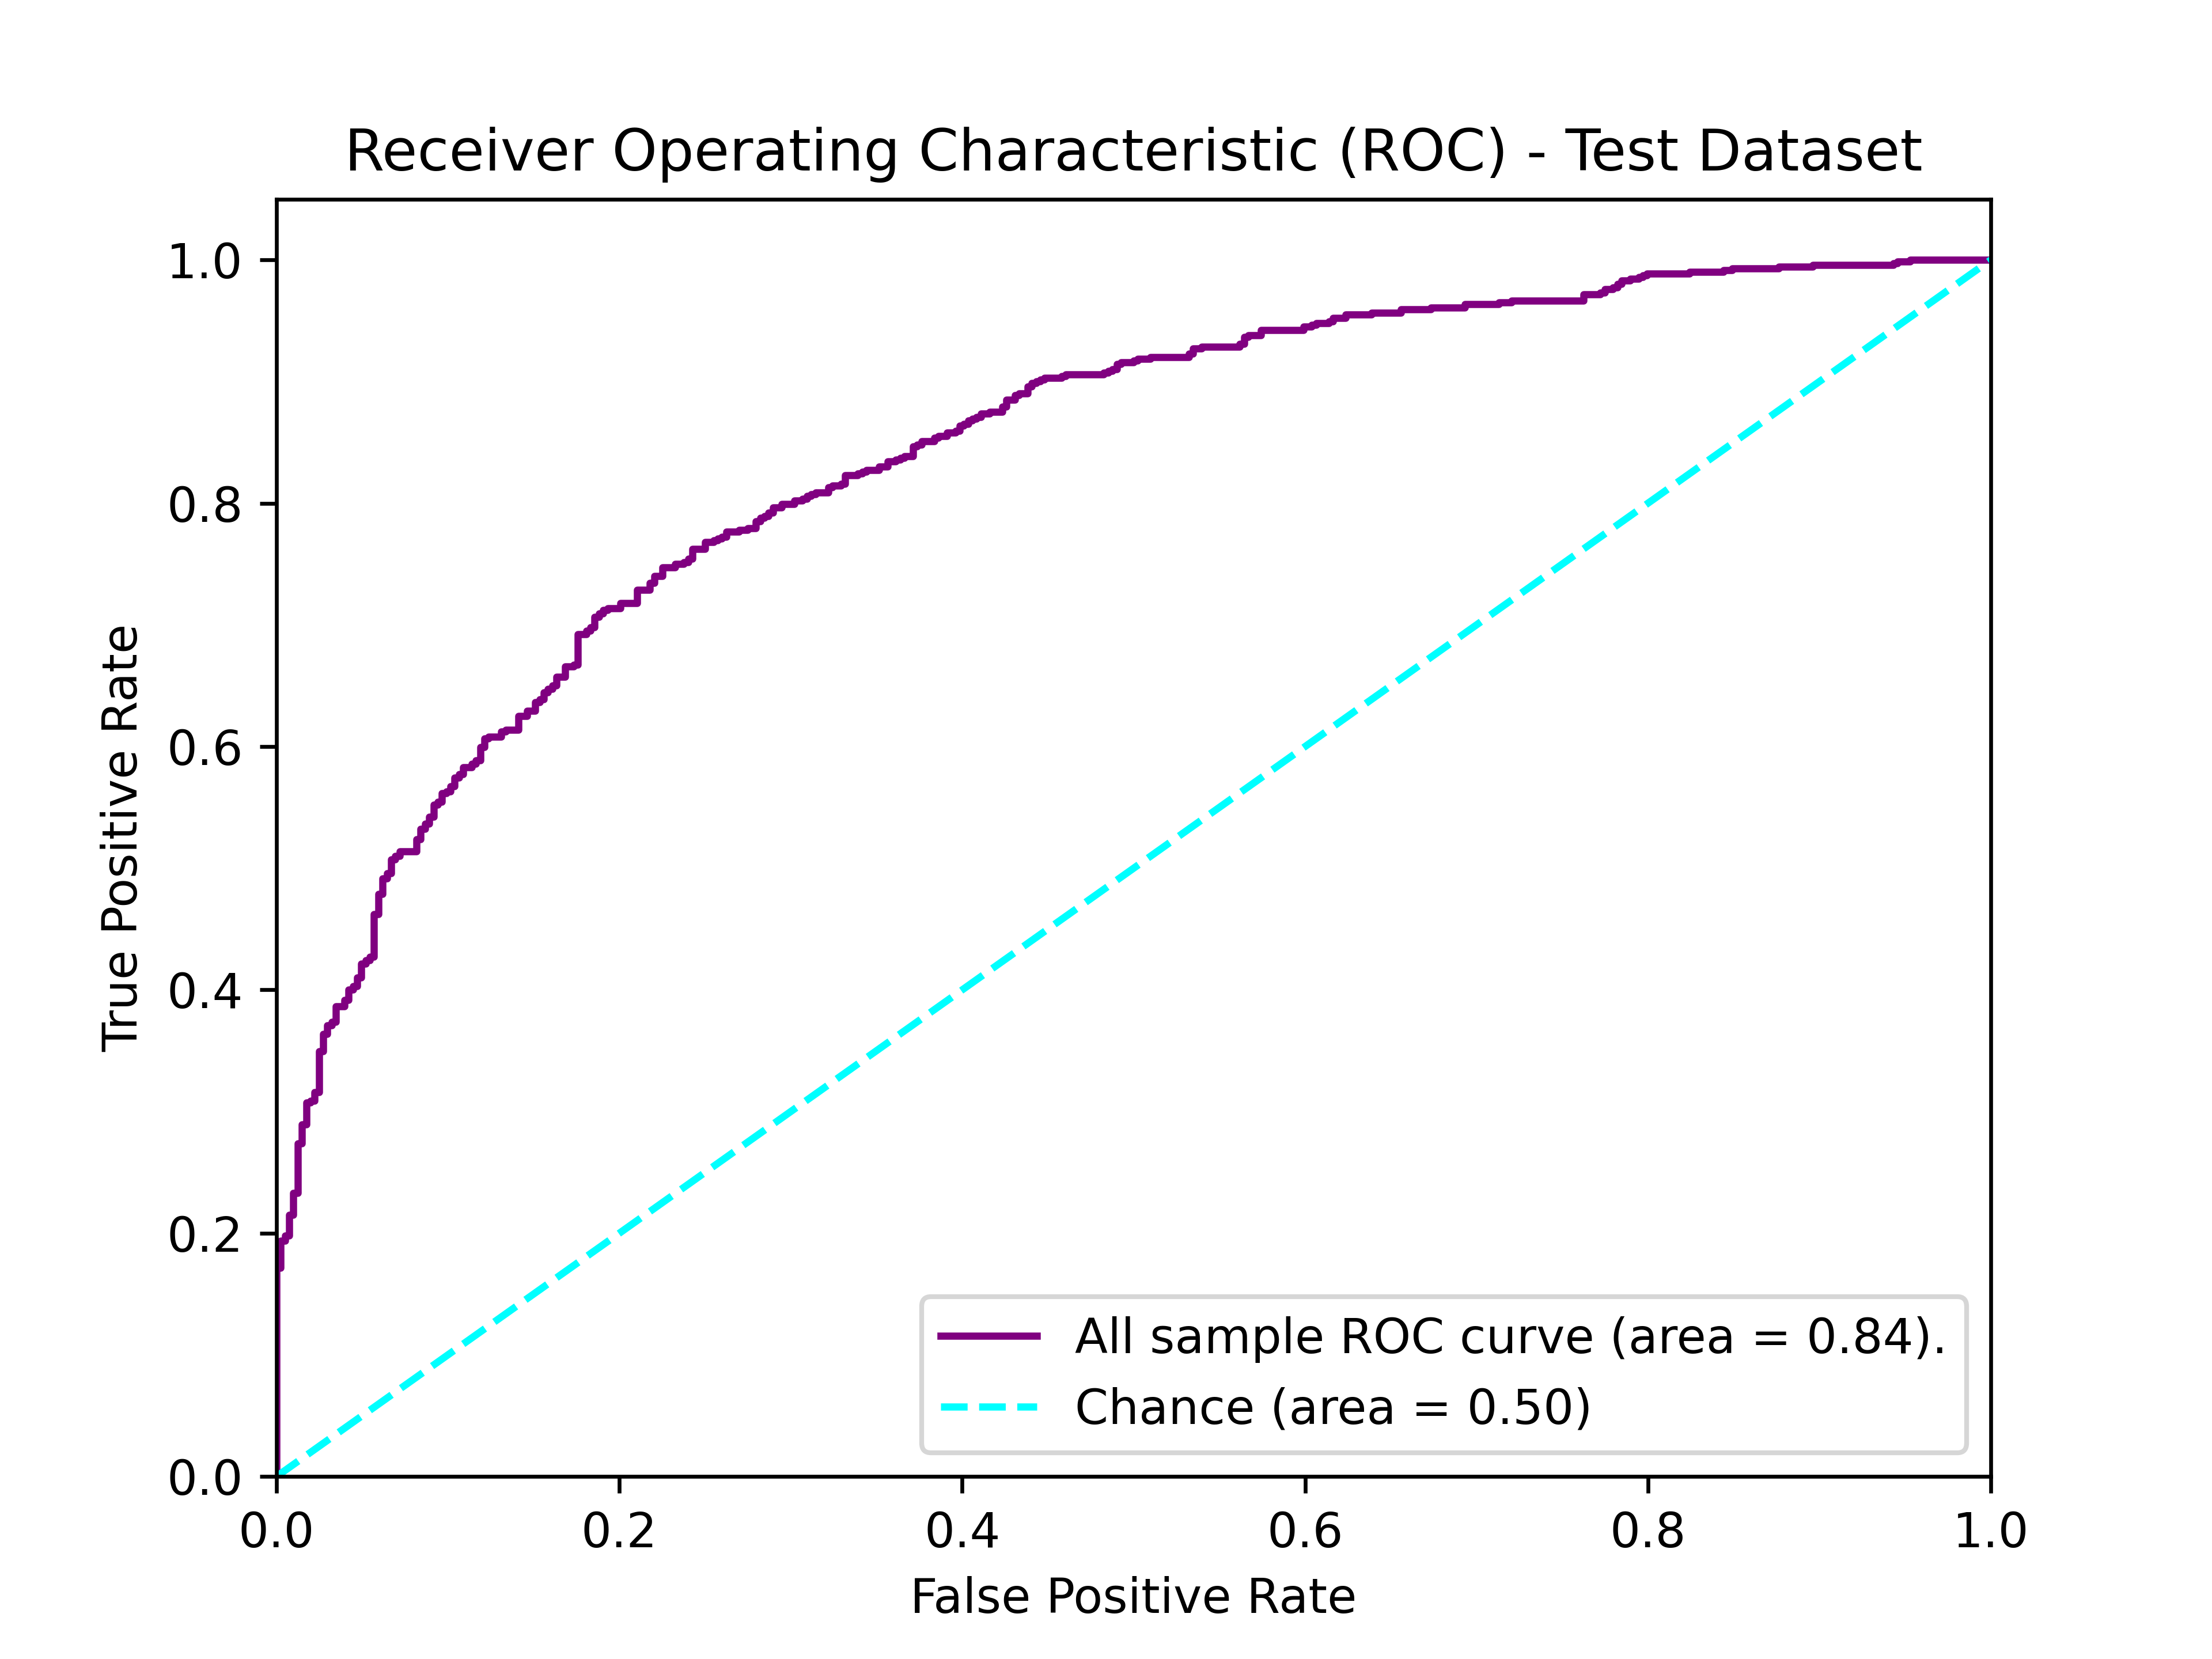 Receiver Operating Characteristic (ROC) - Test Dataset
1.0
0.8
0.6
0.4
0.2
0.0
True Positive Rate
All sample ROC curve (area = 0.84).
Chance (area = 0.50)
0.0 0.2 0.4 0.6 0.8 1.0
False Positive Rate